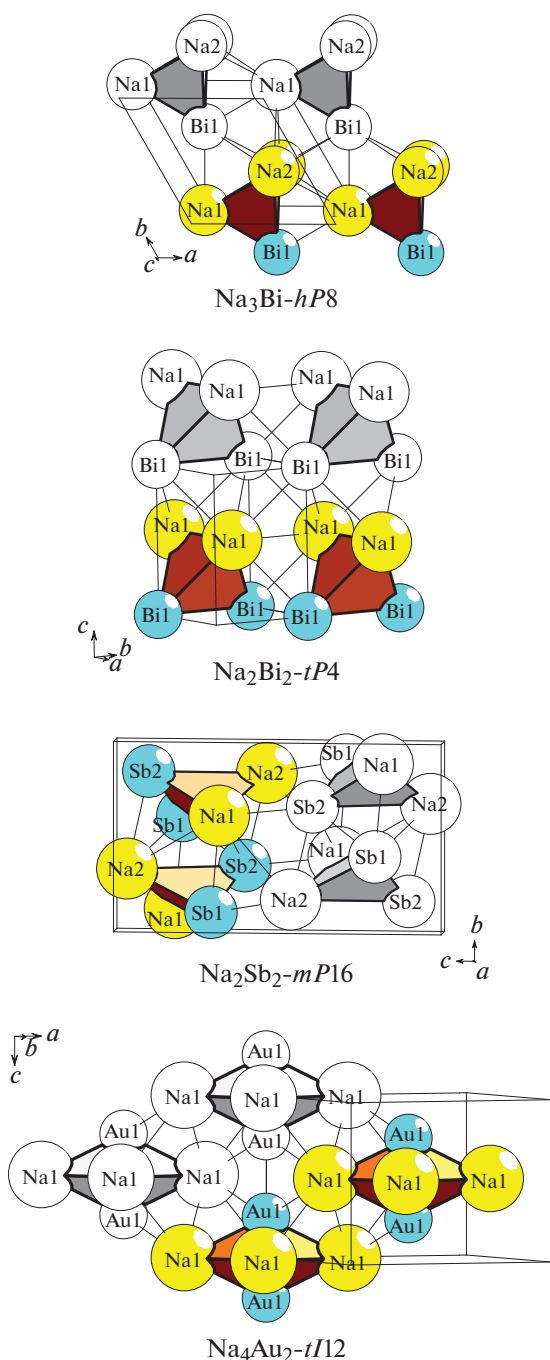 Na2 Na2
Na1 Na1
Bi1 Bi1
Na2 Na2
Na1 Na1
Bi1 Bi1
b
c a
Na₃Bi-hP8
Na1 Na1
Na1 Na1
Bi1 Bi1 Bi1 Bi1
Na1 Na1
Na1 Na1
Bi1 Bi1 Bi1 Bi1
c
b
a
Na₂Bi₂-tP4
Sb1
Sb2 Na2 Na1
Sb1 Na1 Sb2 Na2
Na2 Sb2 Na1 Sb1
Na1 Sb1 Na2 Sb2
b
c
a
Na₂Sb₂-mP16
a
b
c
Au1
Na1 Na1 Na1
Au1 Au1 Au1
Na1 Na1 Na1 Na1 Na1 Na1
Au1 Au1 Au1
Na1 Na1 Na1
Au1
Na₄Au₂-tI12